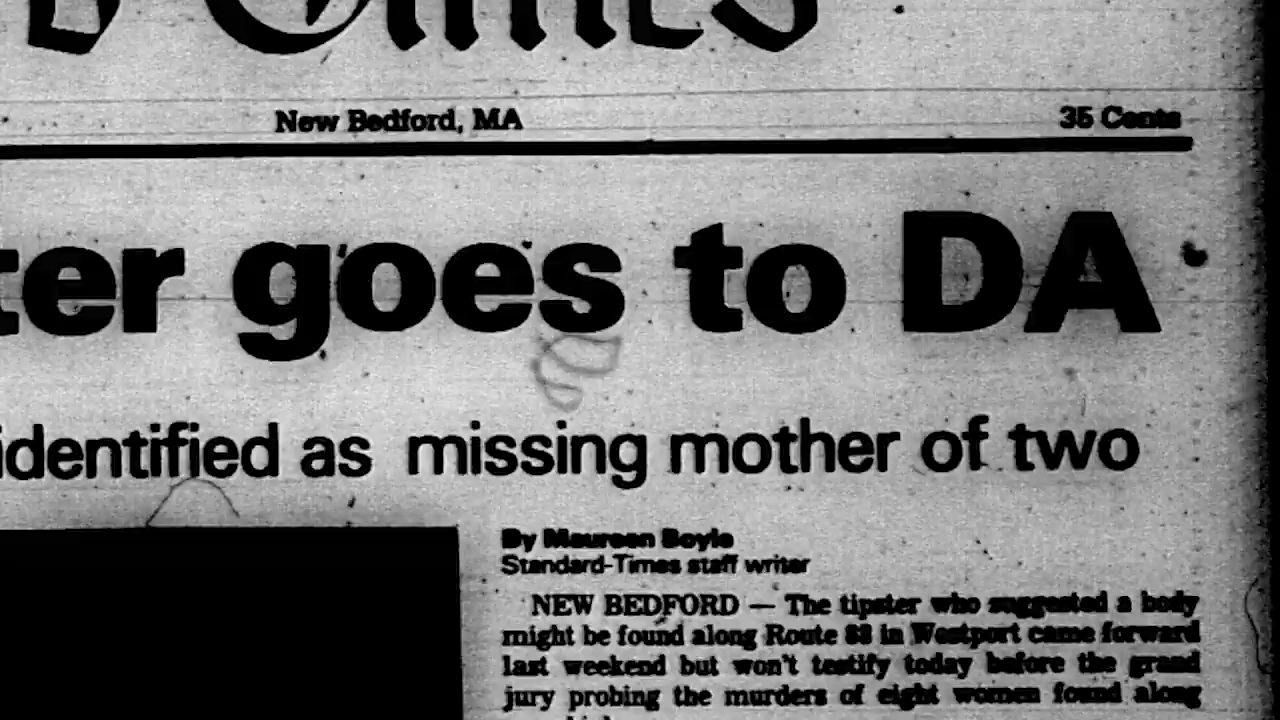 Times
New Bedford, MA
35 Cents
ter goes to DA
identified as missing mother of two
By Maureen Boyle
Standard-Times staff writer
NEW BEDFORD — The tipster who suggested a body
might be found along Route 88 in Westport came forward
last weekend but won't testify today before the grand
jury probing the murders of eight women found along